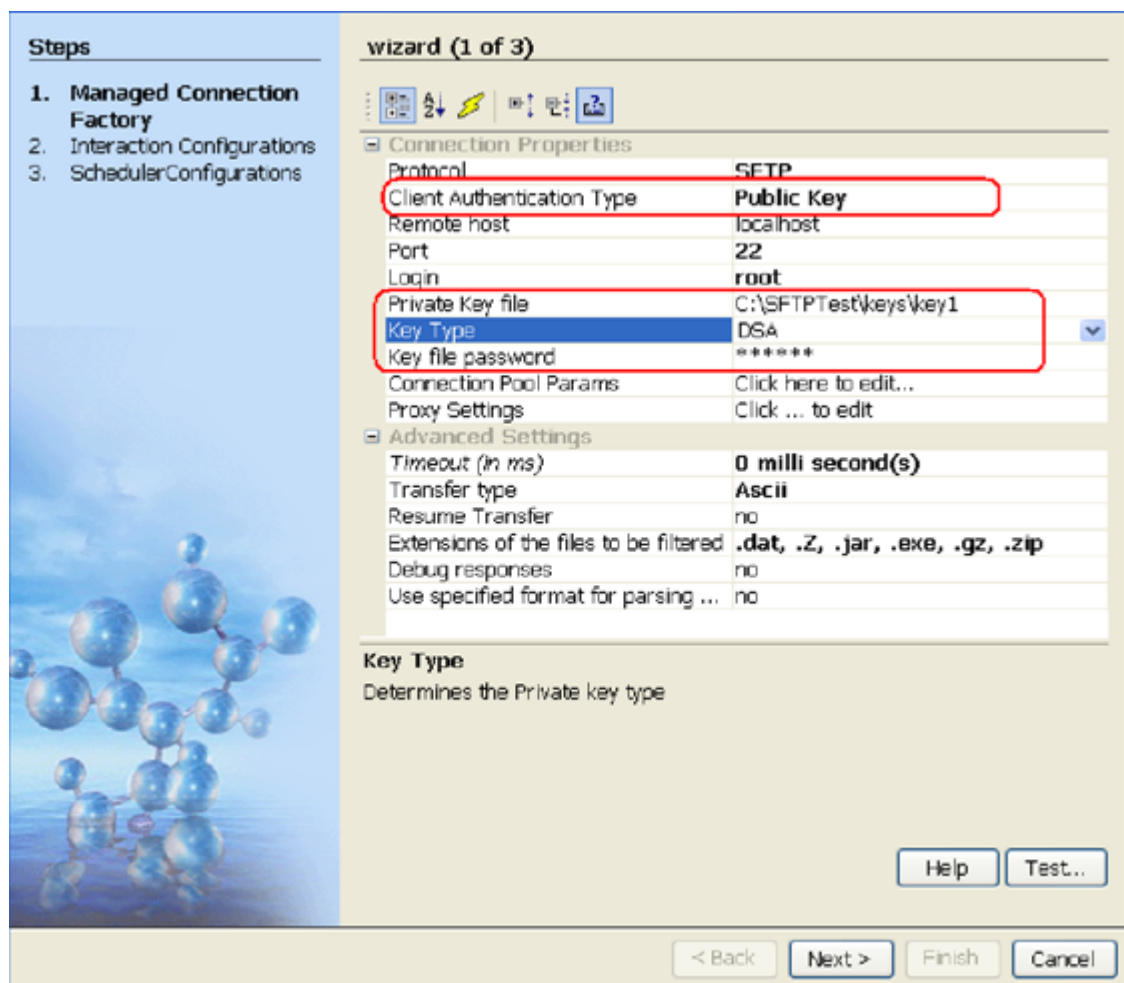 Steps
1. Managed Connection
Factory
2. Interaction Configurations
3. SchedulerConfigurations
wizard (1 of 3)
Connection Properties
Protocol SFTP
Client Authentication Type Public Key
Remote host localhost
Port 22
Login root
Private Key file C:\SFTPTest\keys\key1
Key Type DSA
Key file password ******
Connection Pool Params Click here to edit...
Proxy Settings Click ... to edit
Advanced Settings
Timeout (in ms) 0 milli second(s)
Transfer type Ascii
Resume Transfer no
Extensions of the files to be filtered .dat, .Z, .jar, .exe, .gz, .zip
Debug responses no
Use specified format for parsing ... no
Key Type
Determines the Private key type
Help Test...
< Back Next > Finish Cancel